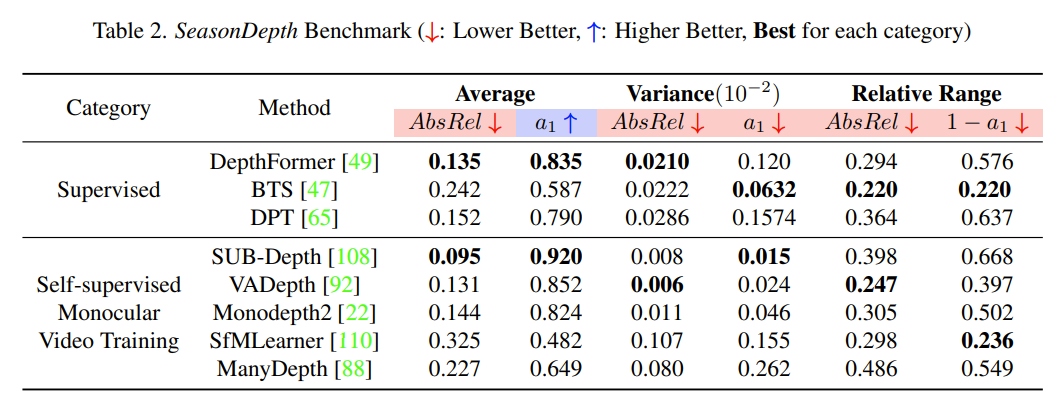 Table 2. SeasonDepth Benchmark (↓: Lower Better, ↑: Higher Better, Best for each category)
Category Method Average Variance(10⁻²) Relative Range
AbsRel ↓ a₁ ↑ AbsRel ↓ a₁ ↓ AbsRel ↓ 1 − a₁ ↓
DepthFormer [49] 0.135 0.835 0.0210 0.120 0.294 0.576
Supervised BTS [47] 0.242 0.587 0.0222 0.0632 0.220 0.220
DPT [65] 0.152 0.790 0.0286 0.1574 0.364 0.637
SUB-Depth [108] 0.095 0.920 0.008 0.015 0.398 0.668
Self-supervised VADepth [92] 0.131 0.852 0.006 0.024 0.247 0.397
Monocular Monodepth2 [22] 0.144 0.824 0.011 0.046 0.305 0.502
Video Training SfMLearner [110] 0.325 0.482 0.107 0.155 0.298 0.236
ManyDepth [88] 0.227 0.649 0.080 0.262 0.486 0.549